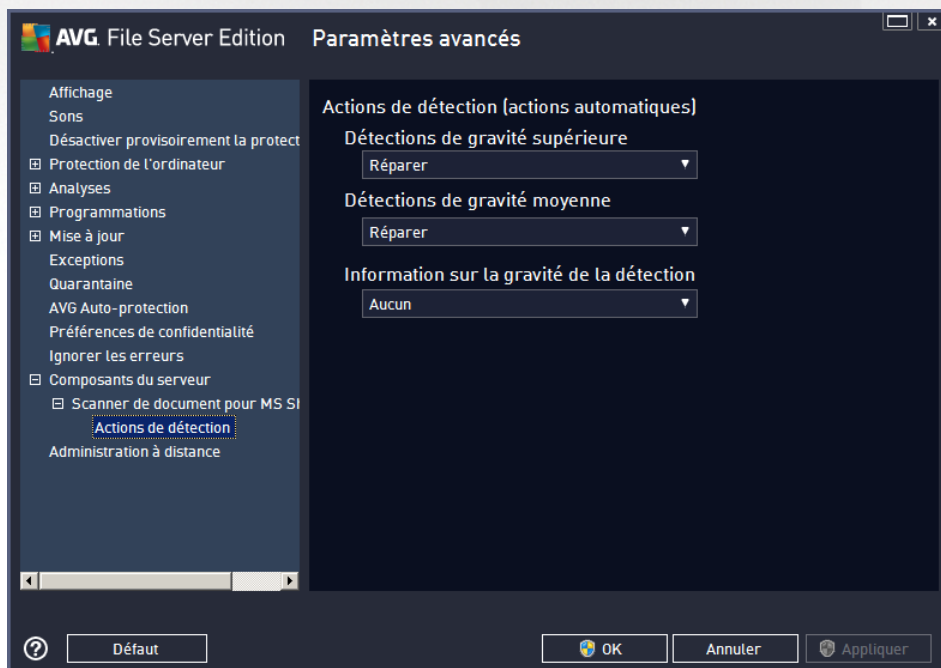 AVG File Server Edition Paramètres avancés
Affichage
Sons
Désactiver provisoirement la protect
Protection de l'ordinateur
Analyses
Programmations
Mise à jour
Exceptions
Quarantaine
AVG Auto-protection
Préférences de confidentialité
Ignorer les erreurs
Composants du serveur
Scanner de document pour MS SI
Actions de détection
Administration à distance
Actions de détection (actions automatiques)
Détections de gravité supérieure
Réparer
Détections de gravité moyenne
Réparer
Information sur la gravité de la détection
Aucun
Défaut
OK
Annuler
Appliquer